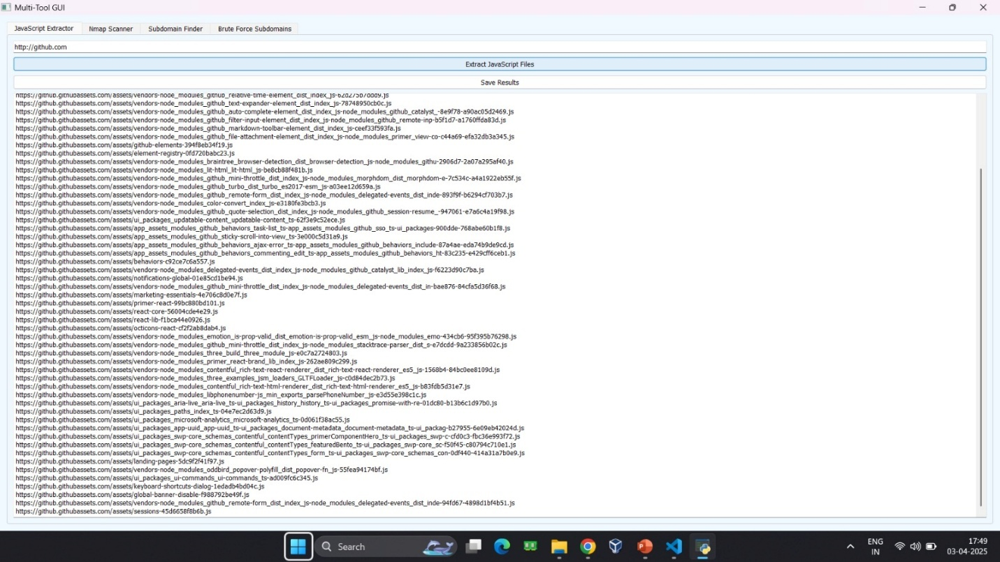 Multi-Tool GUI
JavaScript Extractor
Nmap Scanner
Subdomain Finder
Brute Force Subdomains
http://github.com
Extract JavaScript Files
Save Results
https://github.githubassets.com/assets/vendors-node_modules_github_relative-time-element_dist_index_js-62d275b7ddd9.js
https://github.githubassets.com/assets/vendors-node_modules_github_text-expander-element_dist_index_js-78748950cb0c.js
https://github.githubassets.com/assets/vendors-node_modules_github_auto-complete-element_dist_index_js-node_modules_github_catalyst_-8e9f78-a90ac05d2469.js
https://github.githubassets.com/assets/vendors-node_modules_github_filter-input-element_dist_index_js-node_modules_github_remote-inp-b5f1d7-a1760ffda83d.js
https://github.githubassets.com/assets/vendors-node_modules_github_markdown-toolbar-element_dist_index_js-ceef33f593fa.js
https://github.githubassets.com/assets/vendors-node_modules_github_file-attachment-element_dist_index_js-node_modules_primer_view-co-c44a69-efa32db3a345.js
https://github.githubassets.com/assets/github-elements-394f8eb34f19.js
https://github.githubassets.com/assets/element-registry-0fd720babc23.js
https://github.githubassets.com/assets/vendors-node_modules_braintree_browser-detection_dist_browser-detection_js-node_modules_githu-2906d7-2a07a295af40.js
https://github.githubassets.com/assets/vendors-node_modules_lit-html_lit-html_js-be8cb88f481b.js
https://github.githubassets.com/assets/vendors-node_modules_github_mini-throttle_dist_index_js-node_modules_morphdom_dist_morphdom-e-7c534c-a4a1922eb55f.js
https://github.githubassets.com/assets/vendors-node_modules_github_turbo_dist_turbo_es2017-esm_js-a03ee12d659a.js
https://github.githubassets.com/assets/vendors-node_modules_github_remote-form_dist_index_js-node_modules_delegated-events_dist_inde-893f9f-b6294cf703b7.js
https://github.githubassets.com/assets/vendors-node_modules_color-convert_index_js-e3180fe3bcb3.js
https://github.githubassets.com/assets/vendors-node_modules_github_quote-selection_dist_index_js-node_modules_github_session-resume_-947061-e7a6c4a19f98.js
https://github.githubassets.com/assets/ui_packages_updatable-content_updatable-content_ts-62f3e9c52ece.js
https://github.githubassets.com/assets/app_assets_modules_github_behaviors_task-list_ts-app_assets_modules_github_sso_ts-ui_packages-900dde-768abe60b1f8.js
https://github.githubassets.com/assets/app_assets_modules_github_sticky-scroll-into-view_ts-3e000c5d31a9.js
https://github.githubassets.com/assets/app_assets_modules_github_behaviors_ajax-error_ts-app_assets_modules_github_behaviors_include-87a4ae-eda74b9de9cd.js
https://github.githubassets.com/assets/app_assets_modules_github_behaviors_commenting_edit_ts-app_assets_modules_github_behaviors_ht-83c235-e429cff6ceb1.js
https://github.githubassets.com/assets/behaviors-c92ce7c6a557.js
https://github.githubassets.com/assets/vendors-node_modules_delegated-events_dist_index_js-node_modules_github_catalyst_lib_index_js-f6223d90c7ba.js
https://github.githubassets.com/assets/notifications-global-01e85cd1be94.js
https://github.githubassets.com/assets/vendors-node_modules_github_mini-throttle_dist_index_js-node_modules_delegated-events_dist_in-bae876-84cfa5d36f68.js
https://github.githubassets.com/assets/marketing-essentials-4e706c8d0e7f.js
https://github.githubassets.com/assets/primer-react-99bc880bd101.js
https://github.githubassets.com/assets/react-core-56004cde4e29.js
https://github.githubassets.com/assets/react-lib-f1bca44e0926.js
https://github.githubassets.com/assets/octicons-react-cf2f2ab8dab4.js
https://github.githubassets.com/assets/vendors-node_modules_emotion_is-prop-valid_dist_emotion-is-prop-valid_esm_js-node_modules_emo-434cb6-95f395b76298.js
https://github.githubassets.com/assets/vendors-node_modules_github_mini-throttle_dist_index_js-node_modules_stacktrace-parser_dist_s-e7dcdd-9a233856b02c.js
https://github.githubassets.com/assets/vendors-node_modules_three_build_three_module_js-e0c7a2724803.js
https://github.githubassets.com/assets/vendors-node_modules_primer_react-brand_lib_index_js-262ae809c299.js
https://github.githubassets.com/assets/vendors-node_modules_contentful_rich-text-react-renderer_dist_rich-text-react-renderer_es5_js-1568b4-84bc0ee8109d.js
https://github.githubassets.com/assets/vendors-node_modules_three_examples_jsm_loaders_GLTFLoader_js-c0d84dec2b73.js
https://github.githubassets.com/assets/vendors-node_modules_contentful_rich-text-html-renderer_dist_rich-text-html-renderer_es5_js-b83fdb5d31e7.js
https://github.githubassets.com/assets/vendors-node_modules_libphonenumber-js_min_exports_parsePhoneNumber_js-e3d55e398c1c.js
https://github.githubassets.com/assets/ui_packages_aria-live_aria-live_ts-ui_packages_history_history_ts-ui_packages_promise-with-re-01dc80-b13b6c1d97b0.js
https://github.githubassets.com/assets/ui_packages_paths_index_ts-04e7ec2d63d9.js
https://github.githubassets.com/assets/ui_packages_microsoft-analytics_microsoft-analytics_ts-0d061f38ac55.js
https://github.githubassets.com/assets/ui_packages_app-uuid_app-uuid_ts-ui_packages_document-metadata_document-metadata_ts-ui_packag-b27955-6e09eb42024d.js
https://github.githubassets.com/assets/ui_packages_swp-core_schemas_contentful_contentTypes_primerComponentHero_ts-ui_packages_swp-c-cfd0c3-fbc36e993f72.js
https://github.githubassets.com/assets/ui_packages_swp-core_schemas_contentful_contentTypes_featuredBento_ts-ui_packages_swp-core_sc-f50f45-c80794c710e1.js
https://github.githubassets.com/assets/ui_packages_swp-core_schemas_contentful_contentTypes_form_ts-ui_packages_swp-core_schemas_con-0df440-414a31a7b0e9.js
https://github.githubassets.com/assets/landing-pages-5dc9f2f41f97.js
https://github.githubassets.com/assets/vendors-node_modules_oddbird_popover-polyfill_dist_popover-fn_js-55fea94174bf.js
https://github.githubassets.com/assets/ui_packages_ui-commands_ui-commands_ts-ad009fc6c345.js
https://github.githubassets.com/assets/keyboard-shortcuts-dialog-1edadb4bd04c.js
https://github.githubassets.com/assets/global-banner-disable-f988792be49f.js
https://github.githubassets.com/assets/vendors-node_modules_github_remote-form_dist_index_js-node_modules_delegated-events_dist_inde-94fd67-4898d1bf4b51.js
https://github.githubassets.com/assets/sessions-45d6658f8b6b.js
Search
ENG
IN
17:49
03-04-2025